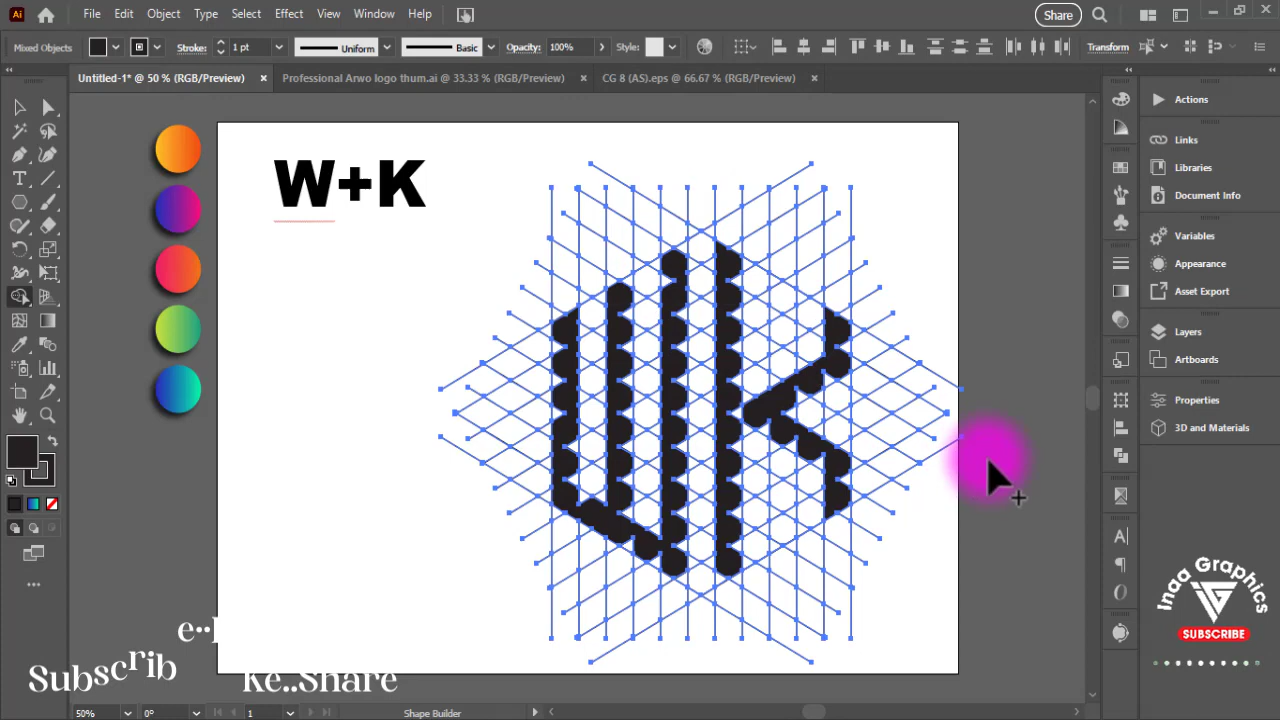 Ai File Edit Object Type Select Effect View Window Help Share
Mixed Objects Stroke: 1 pt Uniform Basic Opacity: 100% Style: Transform
Untitled-1* @ 50 % (RGB/Preview) × Professional Arwo logo thum.ai @ 33.33 % (RGB/Preview) × CG 8 (AS).eps @ 66.67 % (RGB/Preview) ×
Actions
Links
Libraries
Document Info
Variables
Appearance
Asset Export
Layers
Artboards
Properties
3D and Materials
W+K
Inaa Graphics
SUBSCRIBE
Subscrib e..
Ke..Share
50% 0° 1 Shape Builder